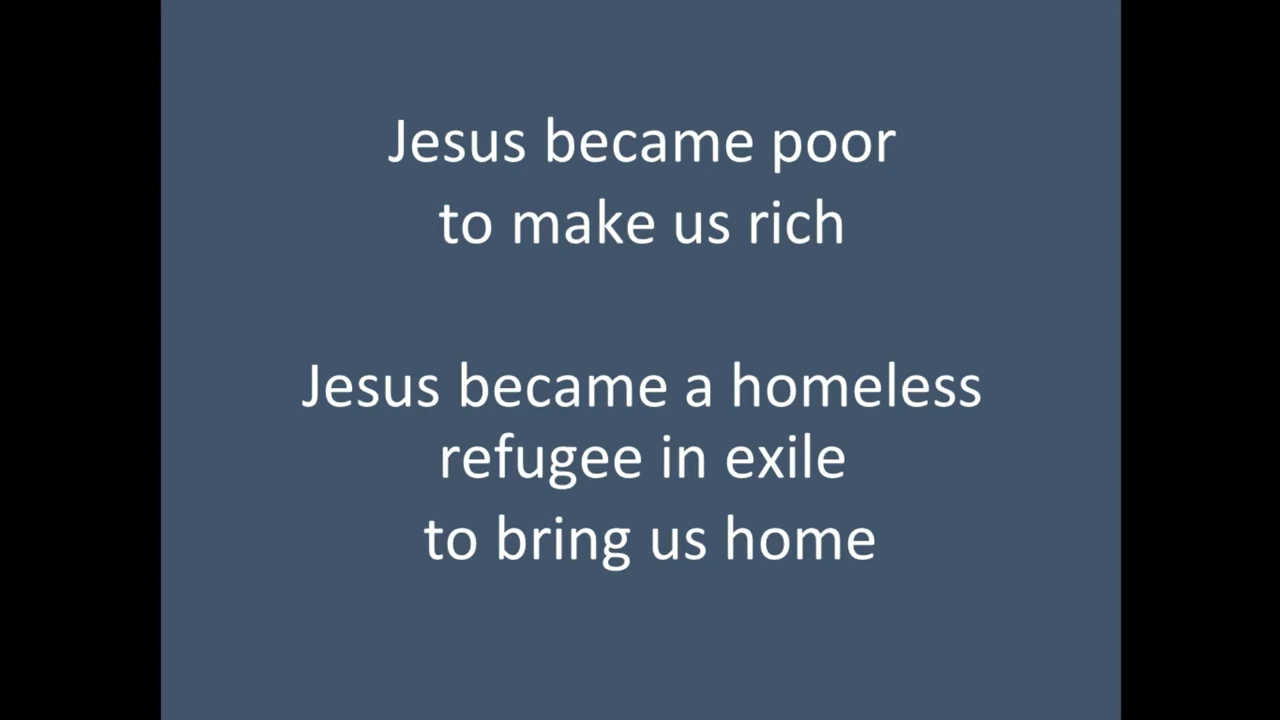 Jesus became poor
to make us rich
Jesus became a homeless
refugee in exile
to bring us home